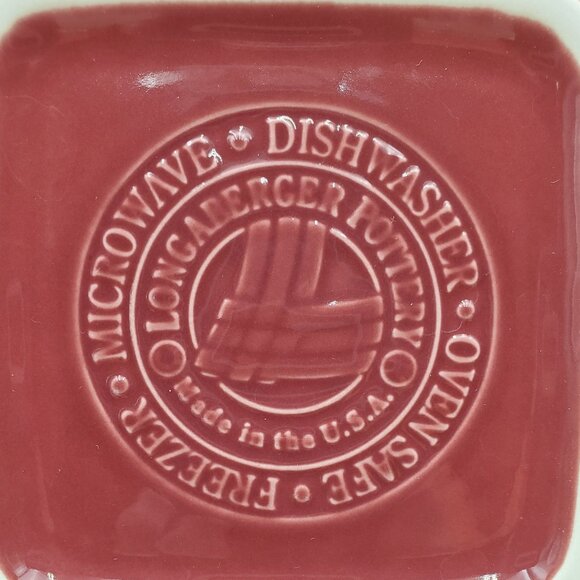 MICROWAVE • DISHWASHER • OVEN SAFE • FREEZER •
LONGABERGER POTTERY
Made in the U.S.A.